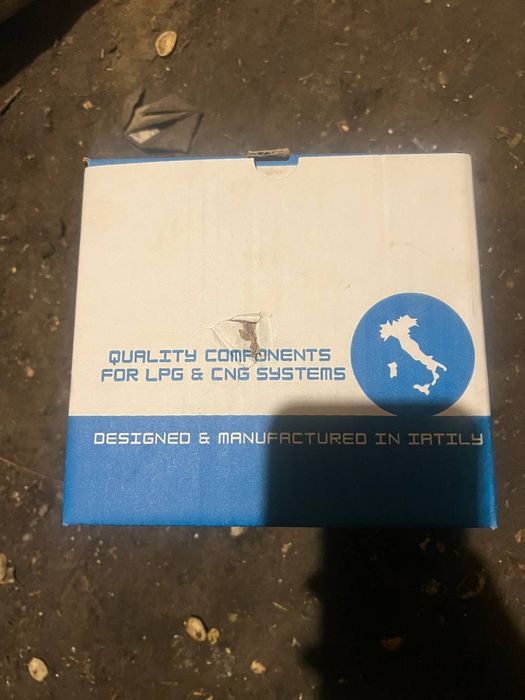 QUALITY COMPONENTS
FOR LPG & CNG SYSTEMS
DESIGNED & MANUFACTURED IN IATILY